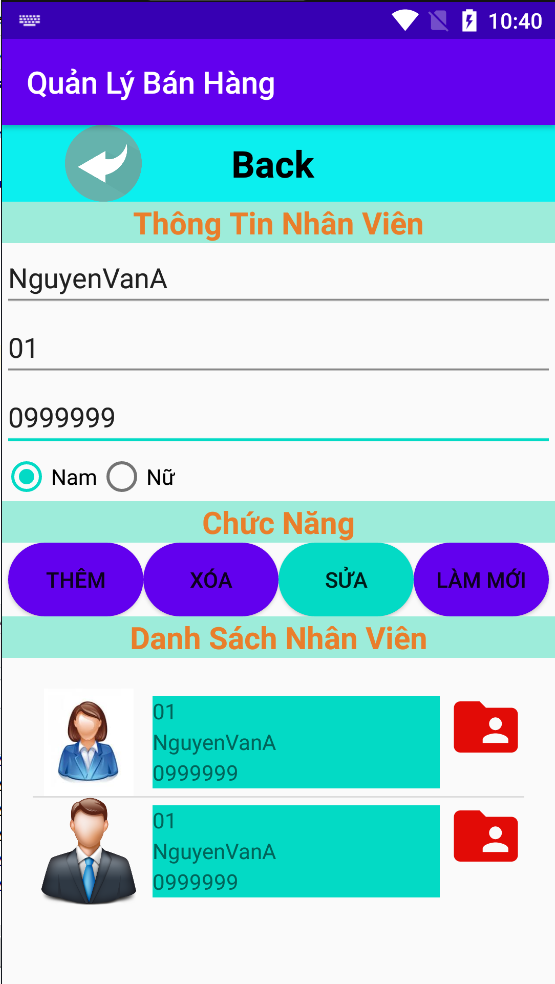 10:40
Quản Lý Bán Hàng
Back
Thông Tin Nhân Viên
NguyenVanA
01
0999999
Nam Nữ
Chức Năng
THÊM XÓA SỬA LÀM MỚI
Danh Sách Nhân Viên
01
NguyenVanA
0999999
01
NguyenVanA
0999999